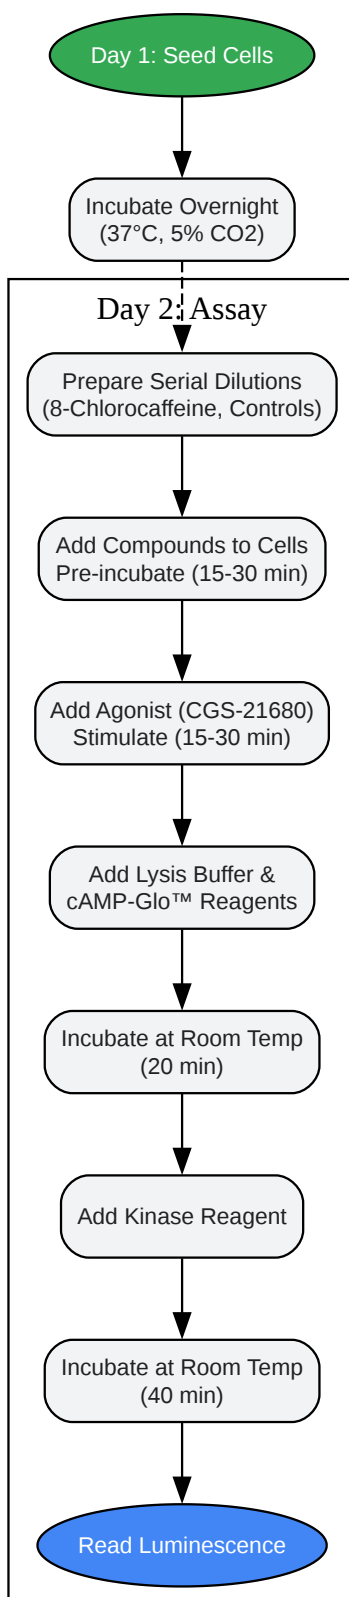 Day 1: Seed Cells
Incubate Overnight
(37°C, 5% CO2)
Day 2: Assay
Prepare Serial Dilutions
(8-Chlorocaffeine, Controls)
Add Compounds to Cells
Pre-incubate (15-30 min)
Add Agonist (CGS-21680)
Stimulate (15-30 min)
Add Lysis Buffer &
cAMP-Glo™ Reagents
Incubate at Room Temp
(20 min)
Add Kinase Reagent
Incubate at Room Temp
(40 min)
Read Luminescence